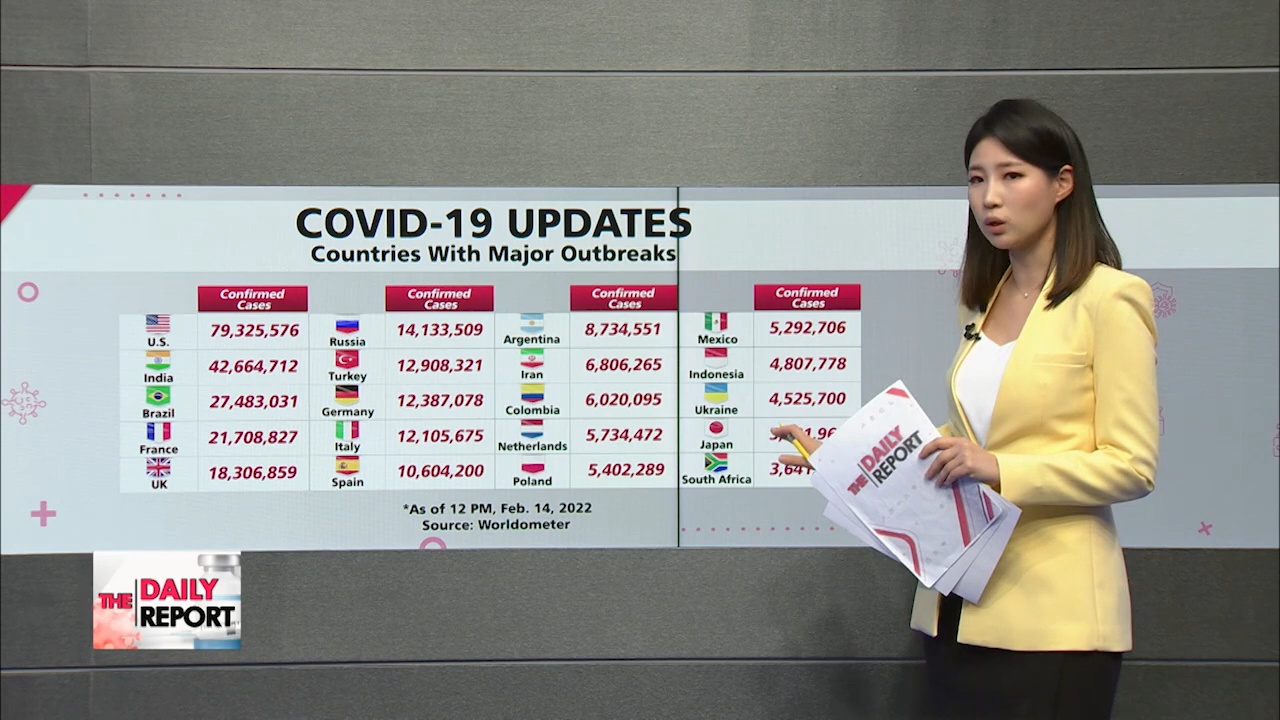 COVID-19 UPDATES
Countries With Major Outbreaks
Confirmed Cases Confirmed Cases Confirmed Cases Confirmed Cases
U.S. 79,325,576 Russia 14,133,509 Argentina 8,734,551 Mexico 5,292,706
India 42,664,712 Turkey 12,908,321 Iran 6,806,265 Indonesia 4,807,778
Brazil 27,483,031 Germany 12,387,078 Colombia 6,020,095 Ukraine 4,525,700
France 21,708,827 Italy 12,105,675 Netherlands 5,734,472 Japan
UK 18,306,859 Spain 10,604,200 Poland 5,402,289 South Africa
*As of 12 PM, Feb. 14, 2022
Source: Worldometer
THE DAILY REPORT
THE DAILY REPORT